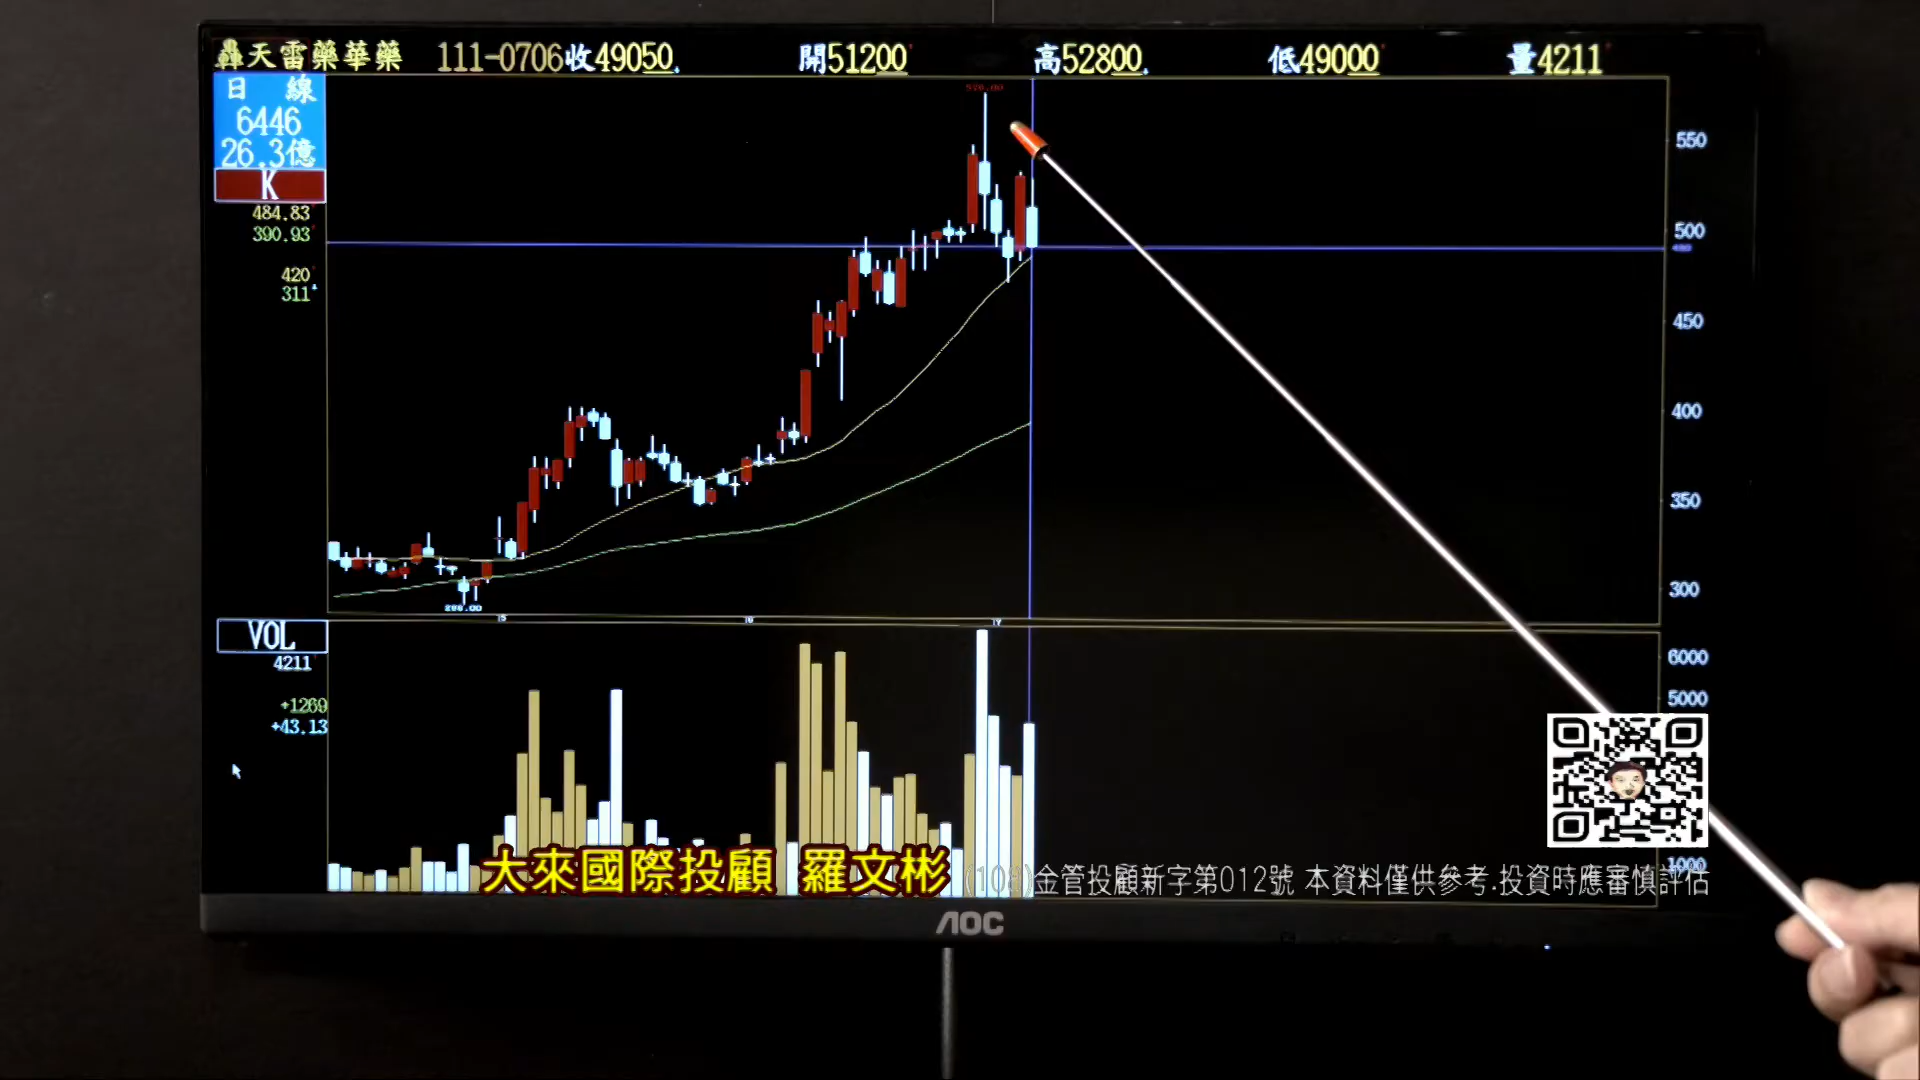 轟天雷藥華藥 111-0706收49050 開51200 高52800 低49000 量4211
日 線
6446
26.3億
K
484.83
390.93
420
311
550
500
450
400
350
300
5
6
7
VOL
4211
+1269
+43.13
6000
5000
1000
大來國際投顧 羅文彬
金管投顧新字第012號 本資料僅供參考.投資時應審慎評估
AOC